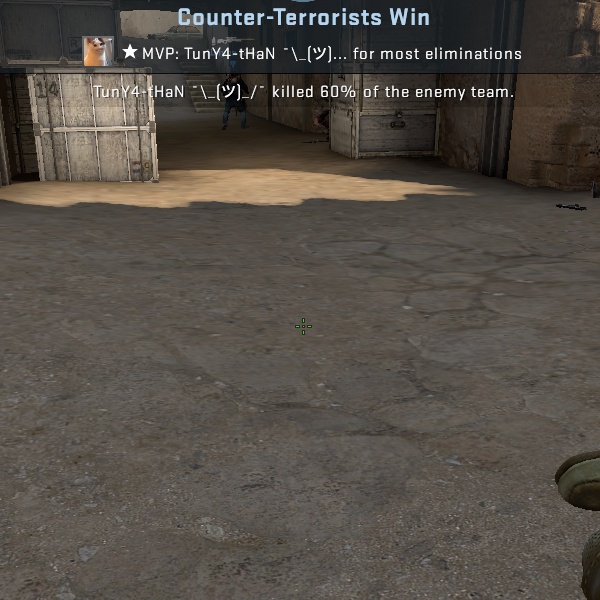 Counter-Terrorists Win
★ MVP: TunY4-tHaN ¯\_(ツ)... for most eliminations
TunY4-tHaN ¯\_(ツ)_/¯ killed 60% of the enemy team.
14